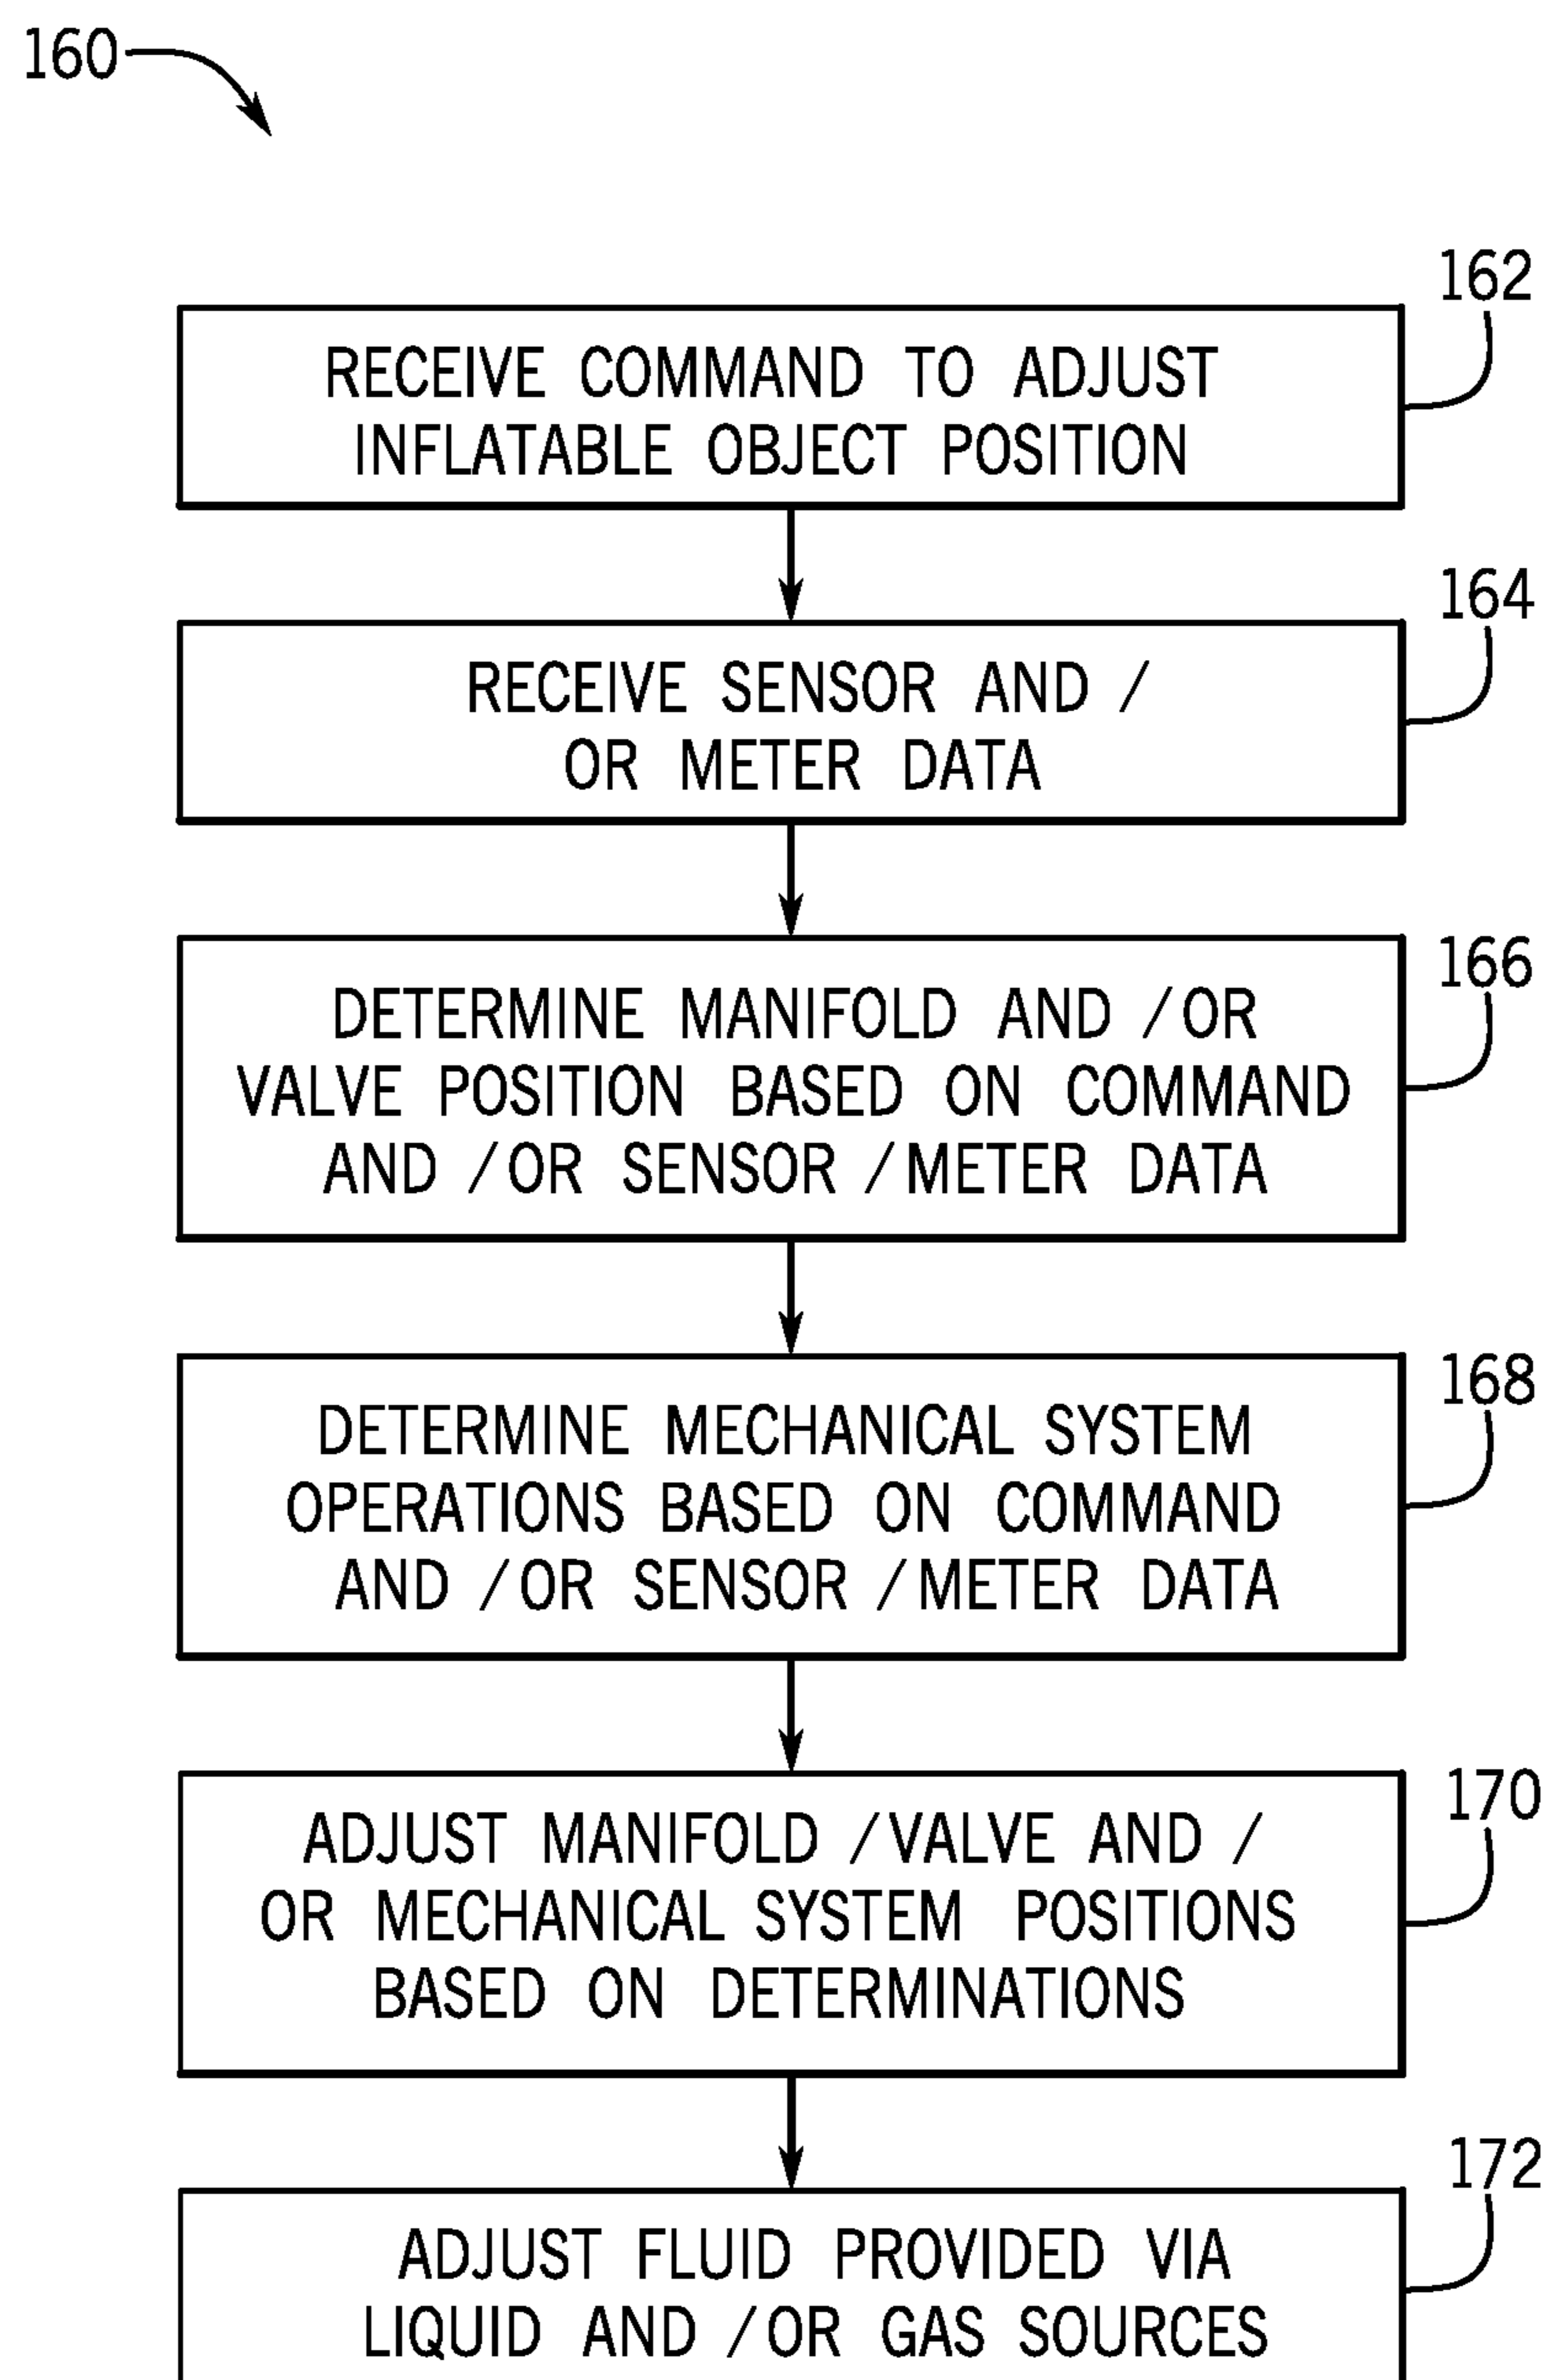 160
162
RECEIVE COMMAND TO ADJUST
INFLATABLE OBJECT POSITION
164
RECEIVE SENSOR AND /
OR METER DATA
166
DETERMINE MANIFOLD AND /OR
VALVE POSITION BASED ON COMMAND
AND /OR SENSOR /METER DATA
168
DETERMINE MECHANICAL SYSTEM
OPERATIONS BASED ON COMMAND
AND /OR SENSOR /METER DATA
170
ADJUST MANIFOLD /VALVE AND /
OR MECHANICAL SYSTEM POSITIONS
BASED ON DETERMINATIONS
172
ADJUST FLUID PROVIDED VIA
LIQUID AND /OR GAS SOURCES